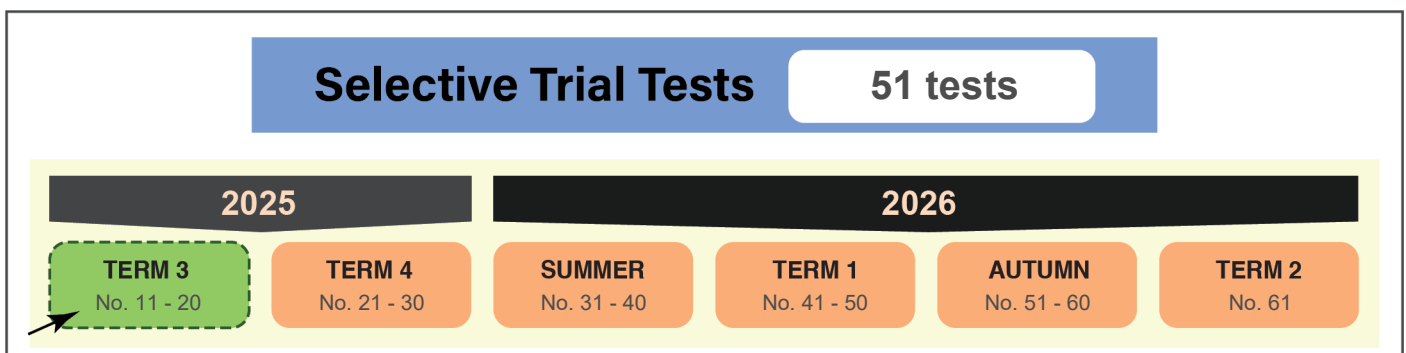 Selective Trial Tests 51 tests
2025 2026
TERM 3 TERM 4 SUMMER TERM 1 AUTUMN TERM 2
No. 11 - 20 No. 21 - 30 No. 31 - 40 No. 41 - 50 No. 51 - 60 No. 61